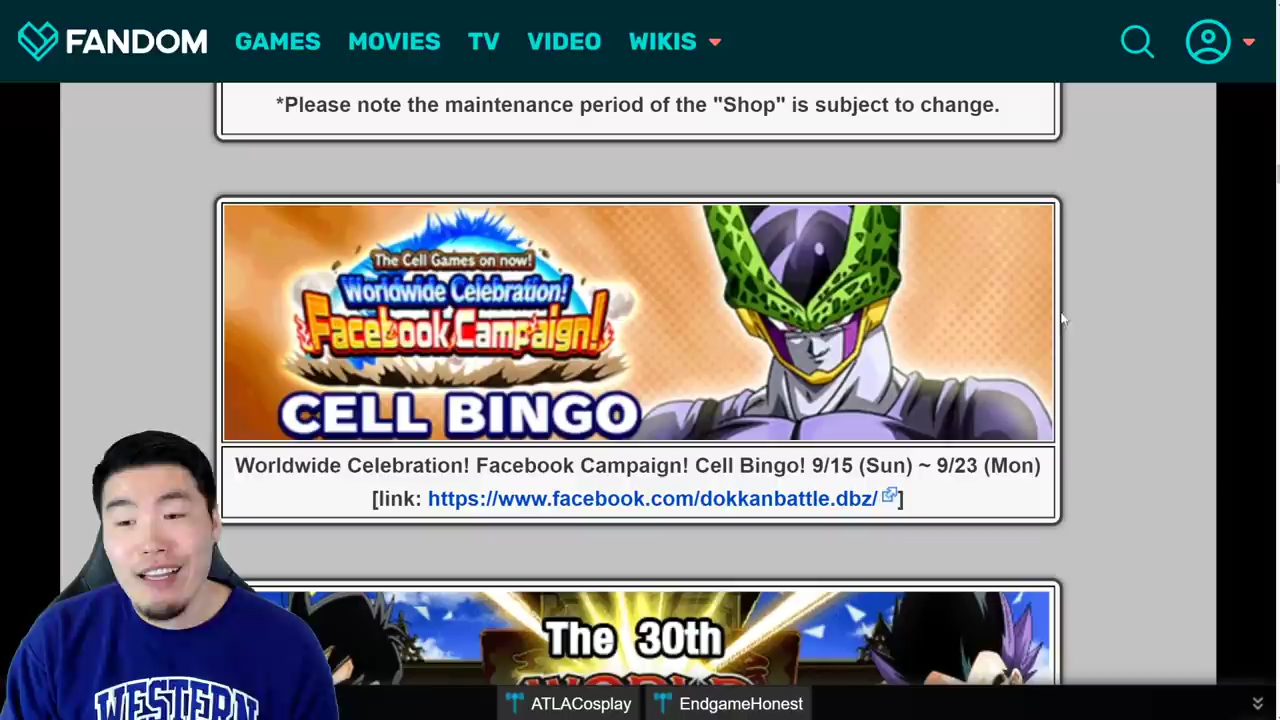 FANDOM GAMES MOVIES TV VIDEO WIKIS
*Please note the maintenance period of the "Shop" is subject to change.
The Cell Games on now!
Worldwide Celebration!
Facebook Campaign!
CELL BINGO
Worldwide Celebration! Facebook Campaign! Cell Bingo! 9/15 (Sun) ~ 9/23 (Mon)
[link: https://www.facebook.com/dokkanbattle.dbz/ ]
The 30th
WORLD
WESTERN
ATLACosplay EndgameHonest